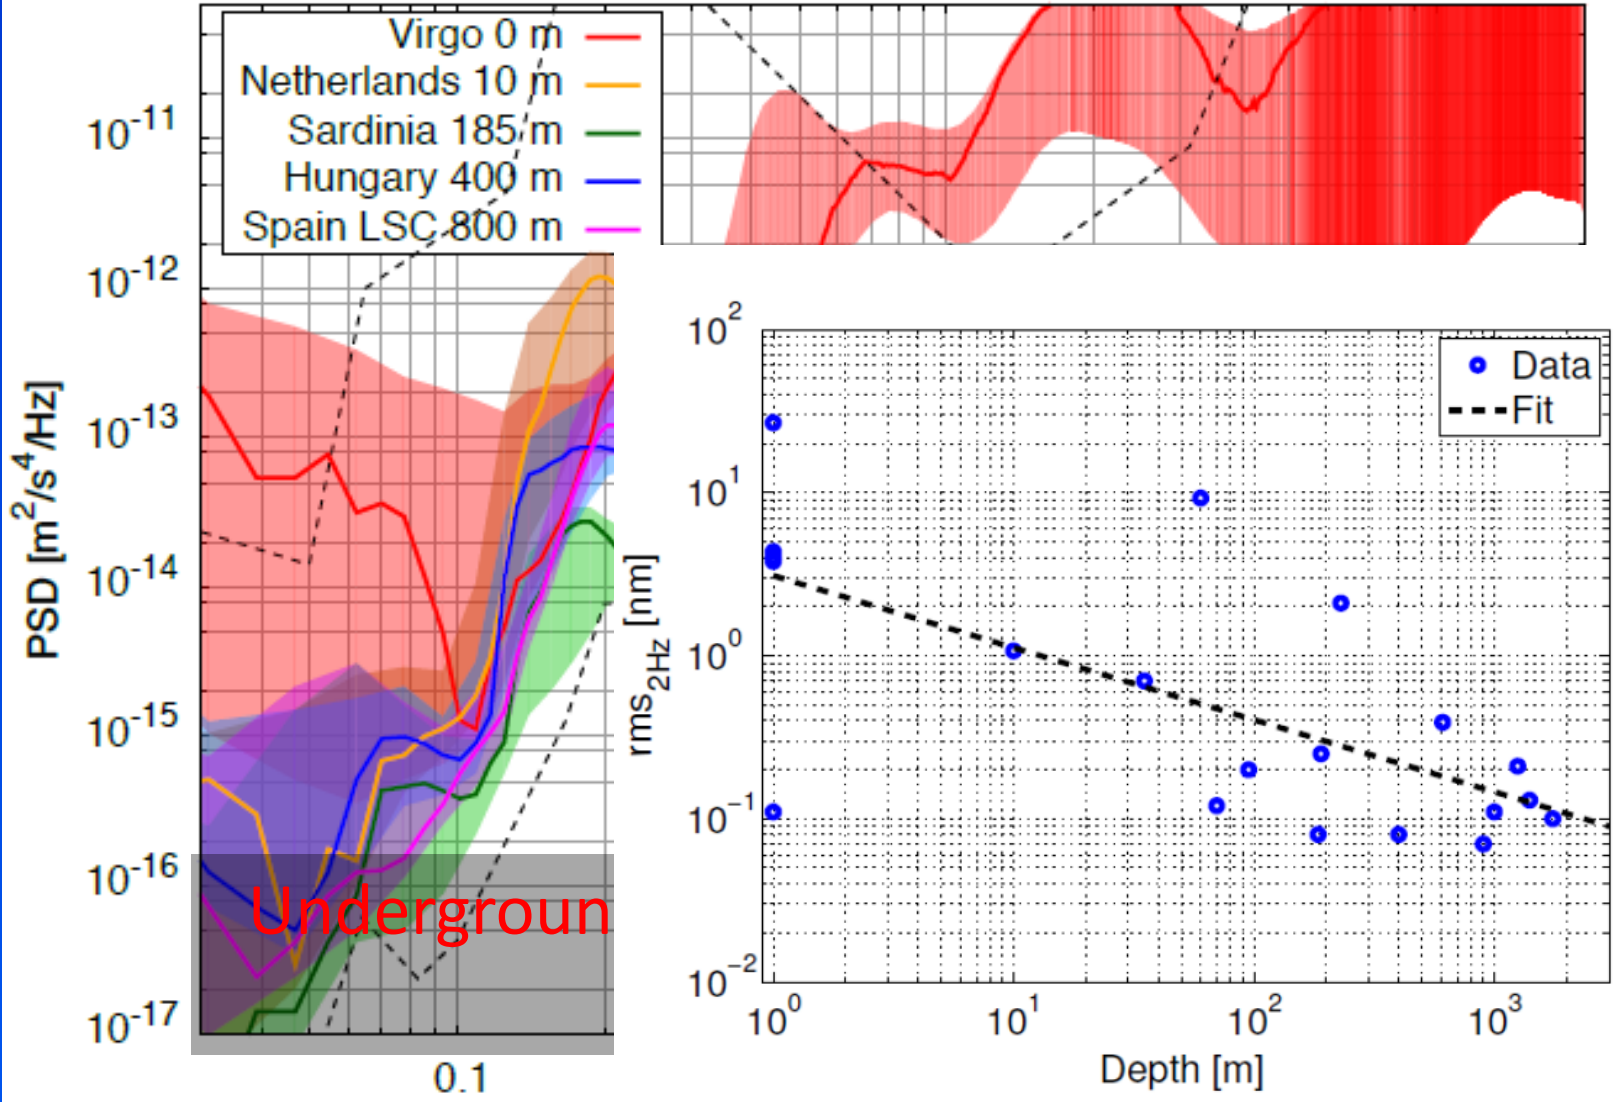 Virgo 0 m
Netherlands 10 m
Sardinia 185 m
Hungary 400 m
Spain LSC 800 m
10^-11
10^-12
10^-13
10^-14
10^-15
10^-16
10^-17
PSD [m^2/s^4/Hz]
0.1
Undergroun
Data
Fit
10^2
10^1
10^0
10^-1
10^-2
rms_2Hz [nm]
10^0 10^1 10^2 10^3
Depth [m]